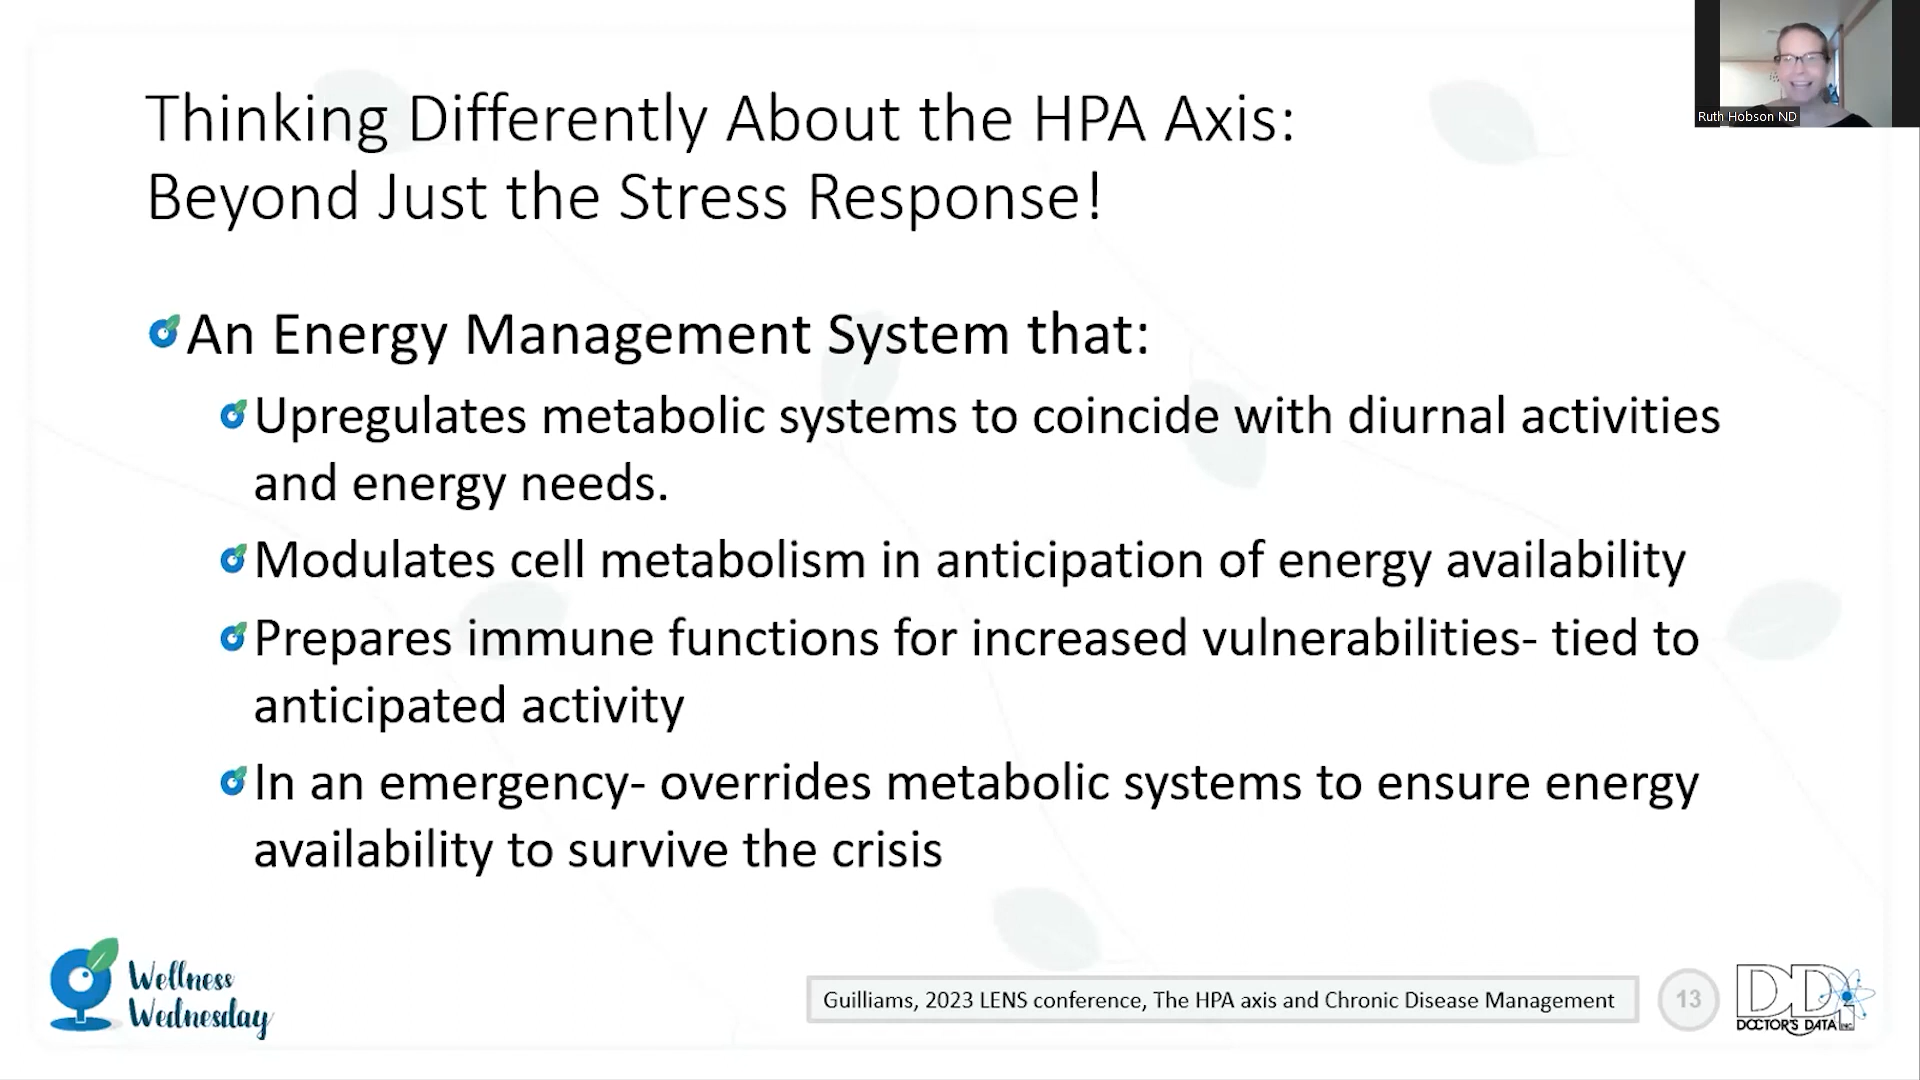 Ruth Hobson ND
Thinking Differently About the HPA Axis:
Beyond Just the Stress Response!
An Energy Management System that:
Upregulates metabolic systems to coincide with diurnal activities
and energy needs.
Modulates cell metabolism in anticipation of energy availability
Prepares immune functions for increased vulnerabilities- tied to
anticipated activity
In an emergency- overrides metabolic systems to ensure energy
availability to survive the crisis
Wellness
Wednesday
Guilliams, 2023 LENS conference, The HPA axis and Chronic Disease Management
13
DDI
DOCTOR'S DATA